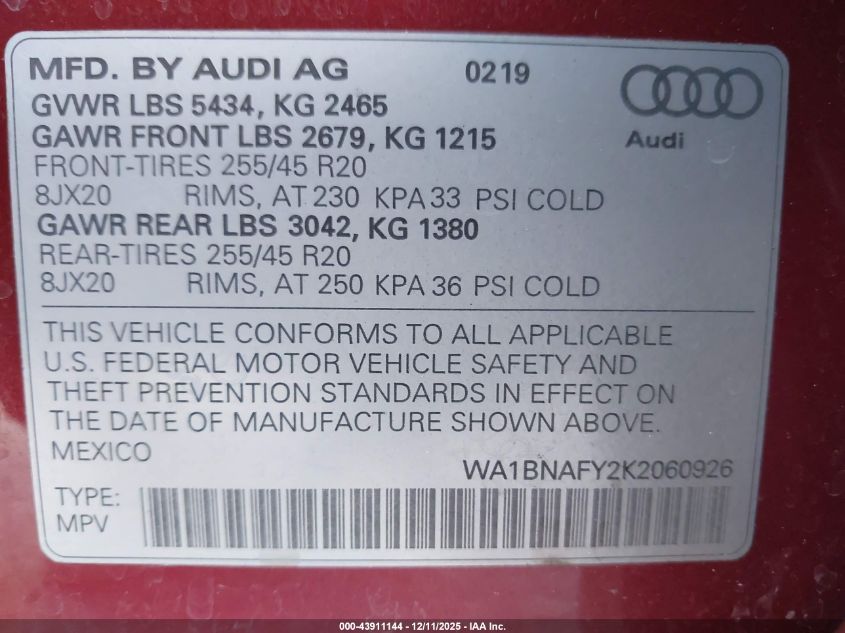 MFD. BY AUDI AG 0219
GVWR LBS 5434, KG 2465
GAWR FRONT LBS 2679, KG 1215
Audi
FRONT-TIRES 255/45 R20
8JX20 RIMS, AT 230 KPA 33 PSI COLD
GAWR REAR LBS 3042, KG 1380
REAR-TIRES 255/45 R20
8JX20 RIMS, AT 250 KPA 36 PSI COLD
THIS VEHICLE CONFORMS TO ALL APPLICABLE
U.S. FEDERAL MOTOR VEHICLE SAFETY AND
THEFT PREVENTION STANDARDS IN EFFECT ON
THE DATE OF MANUFACTURE SHOWN ABOVE.
MEXICO
WA1BNAFY2K2060926
TYPE:
MPV
000-43911144 - 12/11/2025 - IAA Inc.